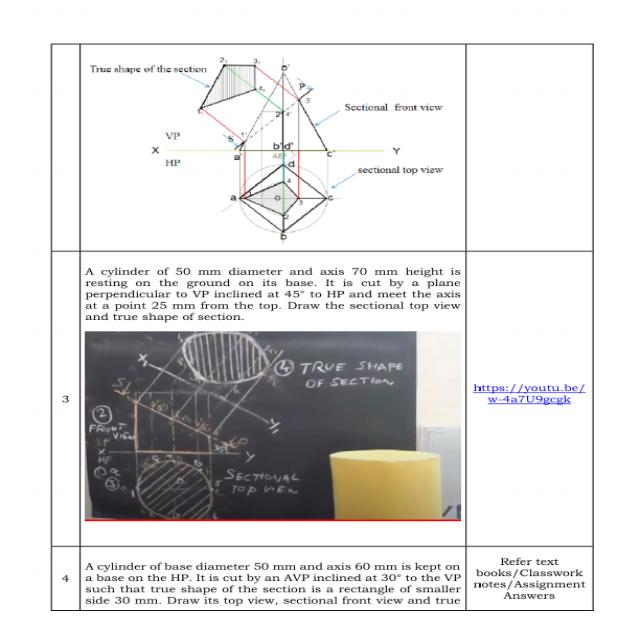 True shape of the section
2₁
3₁
4₁
1₁
o'
P
3'
Sectional front view
2'
4'
VP
S
1'
X
a'
b'd'
c'
Y
HP
45°
d
sectional top view
4
a
1
o
3
c
2
b
A cylinder of 50 mm diameter and axis 70 mm height is
resting on the ground on its base. It is cut by a plane
perpendicular to VP inclined at 45° to HP and meet the axis
at a point 25 mm from the top. Draw the sectional top view
and true shape of section.
3
X₁
④ TRUE SHAPE
OF SECTION
②
FRONT
VIEW
Y₁
VP
X
HP
30°
Y
③
SECTIONAL
TOP VIEW
https://youtu.be/
w-4a7U9gcgk
4
A cylinder of base diameter 50 mm and axis 60 mm is kept on
a base on the HP. It is cut by an AVP inclined at 30° to the VP
such that true shape of the section is a rectangle of smaller
side 30 mm. Draw its top view, sectional front view and true
Refer text
books/Classwork
notes/Assignment
Answers